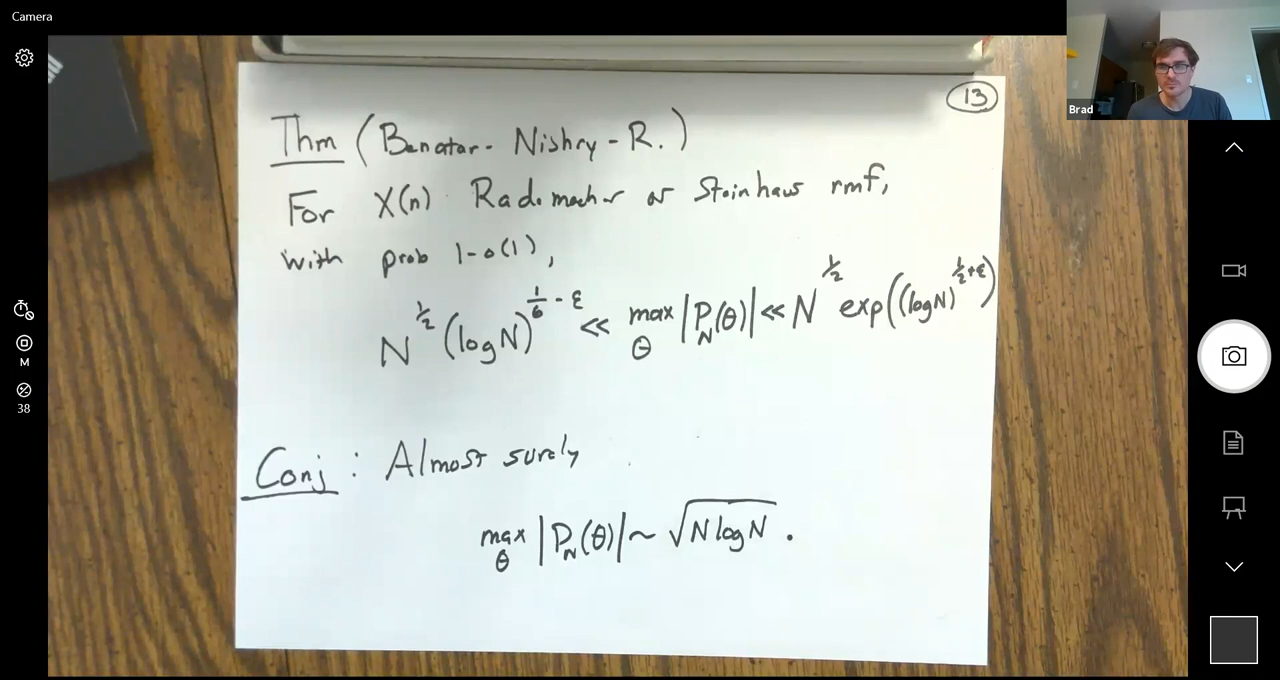 Camera
Brad
13
Thm (Benatar - Nishry - R.)
For X(n) Rademacher or Steinhaus rmf,
with prob 1-o(1),
N^{1/2} (log N)^{1/6 - ε} << max_θ |P_N(θ)| << N^{1/2} exp((log N)^{1/2+ε})
Conj : Almost surely
max_θ |P_N(θ)| ~ √(N log N) .
M
38